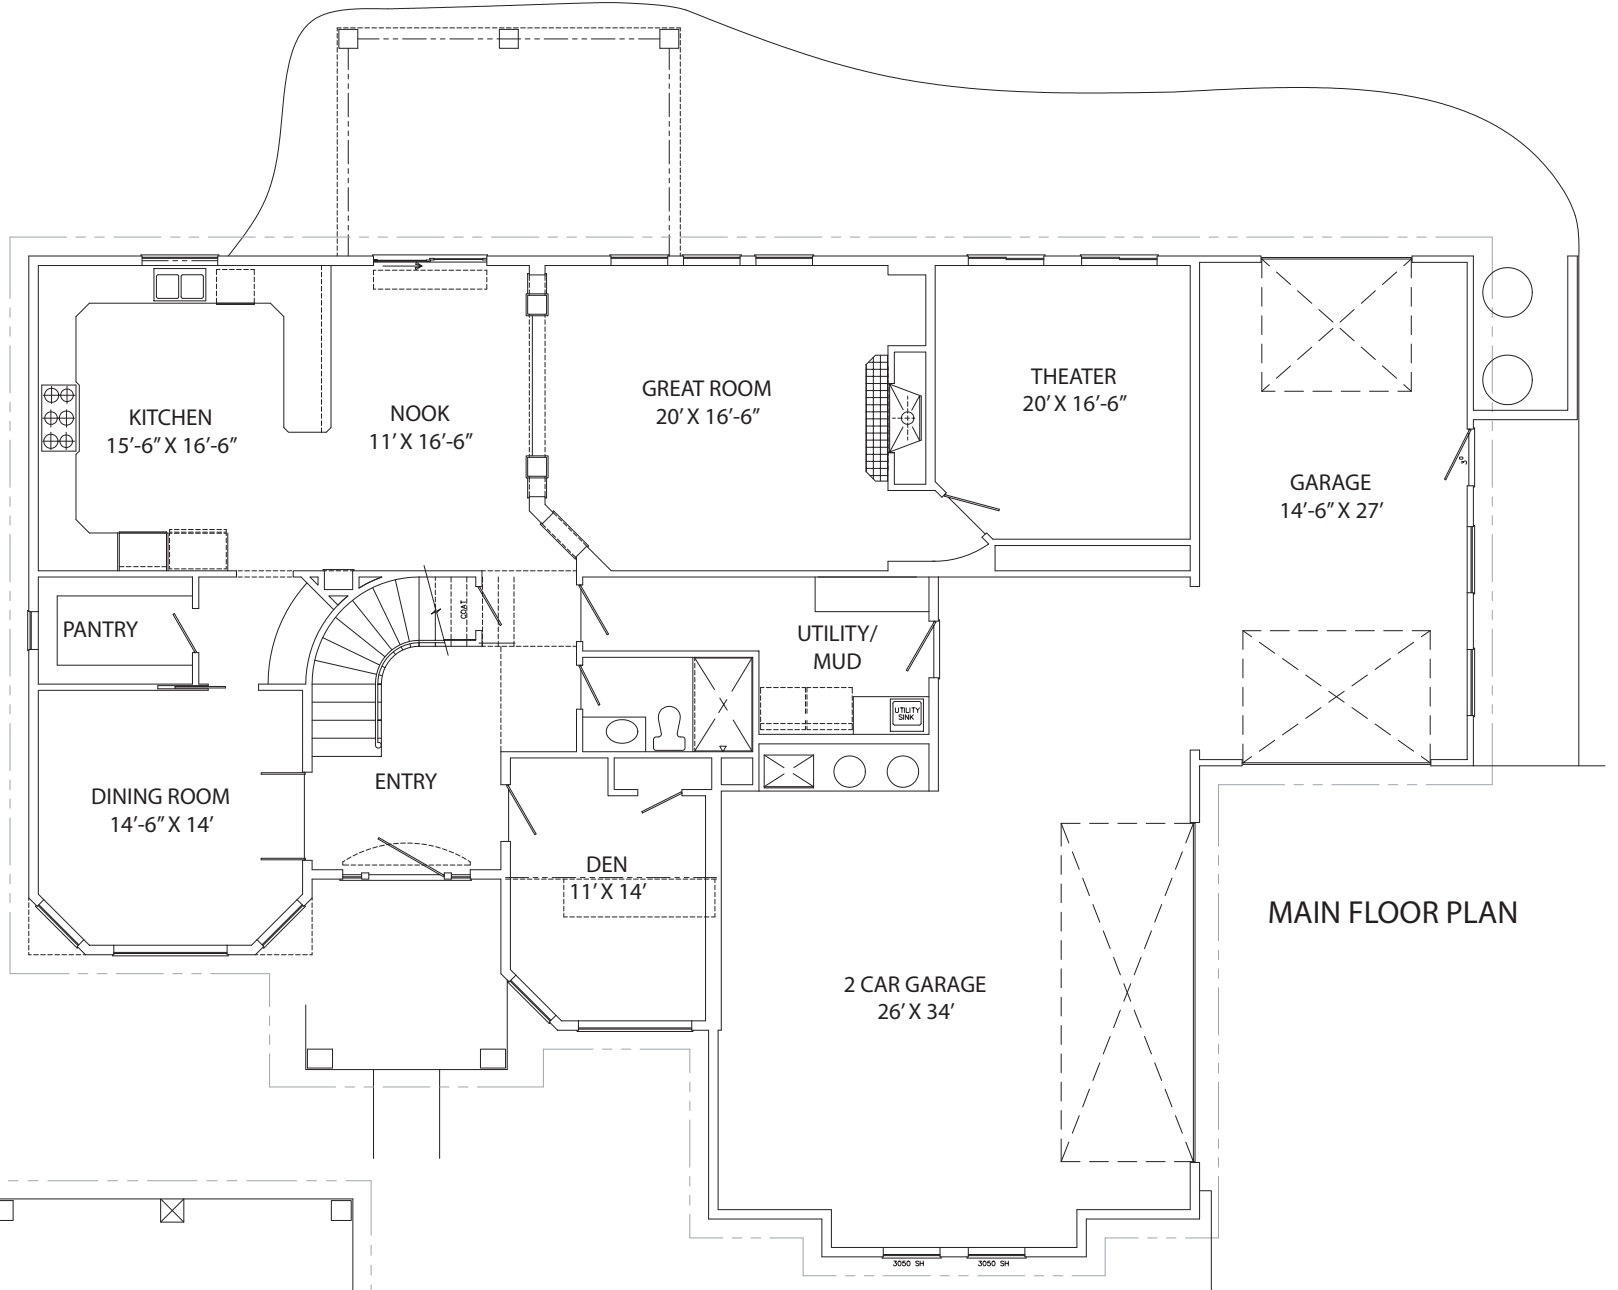 KITCHEN
15’-6” X 16’-6”
NOOK
11’ X 16’-6”
GREAT ROOM
20’ X 16’-6”
THEATER
20’ X 16’-6”
GARAGE
14’-6” X 27’
3⁰
PANTRY
COAT
UTILITY/
MUD
UTILITY
SINK
DINING ROOM
14’-6” X 14’
ENTRY
DEN
11’ X 14’
2 CAR GARAGE
26’ X 34’
MAIN FLOOR PLAN
3050 SH
3050 SH